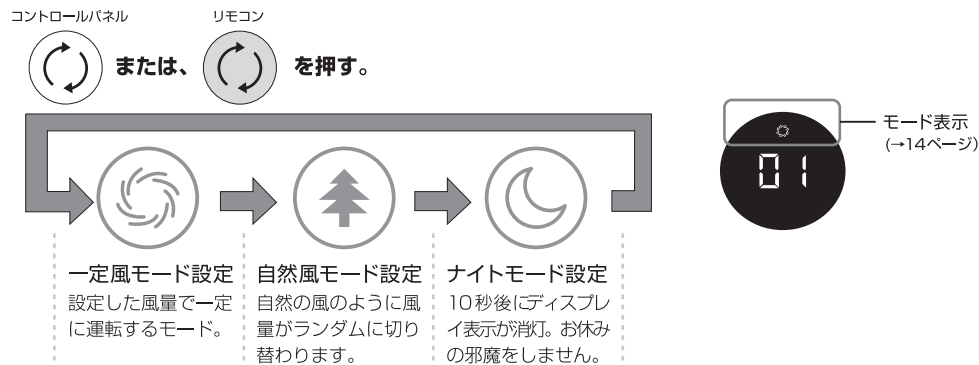 コントロールパネル
リモコン
または、
を押す。
モード表示
(→14ページ)
01
一定風モード設定
設定した風量で一定
に運転するモード。
自然風モード設定
自然の風のように風
量がランダムに切り
替わります。
ナイトモード設定
10秒後にディスプレ
イ表示が消灯。お休み
の邪魔をしません。